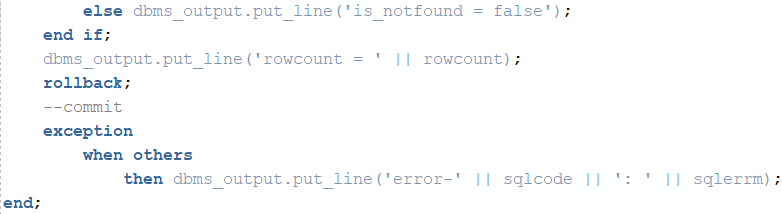 else dbms_output.put_line('is_notfound = false');
end if;
dbms_output.put_line('rowcount = ' || rowcount);
rollback;
--commit
exception
when others
then dbms_output.put_line('error-' || sqlcode || ': ' || sqlerrm);
end;